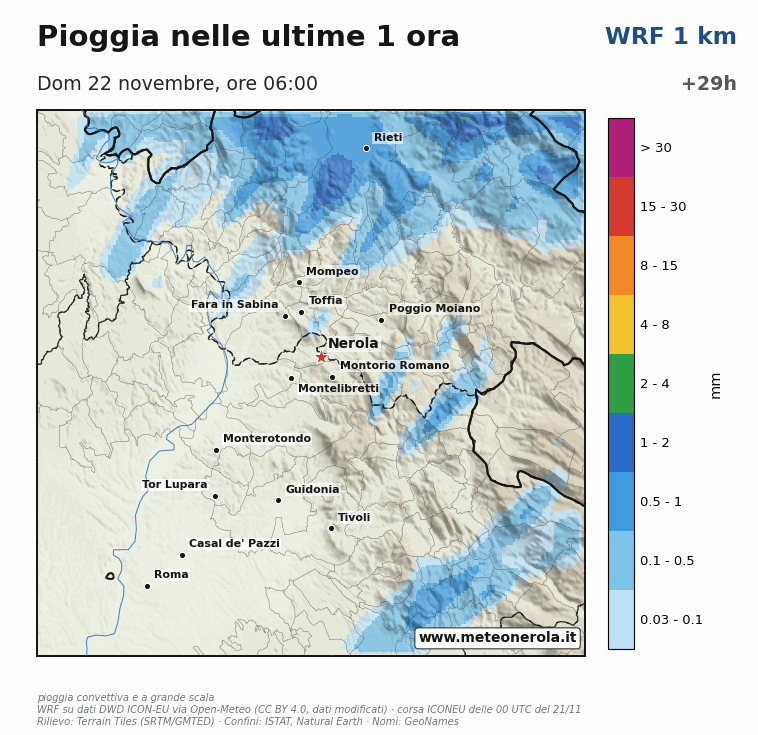 Pioggia nelle ultime 1 ora
WRF 1 km
Dom 22 novembre, ore 06:00
+29h
Rieti
Mompeo
Fara in Sabina
Toffia
Poggio Moiano
Nerola
Montorio Romano
Montelibretti
Monterotondo
Tor Lupara
Guidonia
Tivoli
Casal de' Pazzi
Roma
www.meteonerola.it
> 30
15 - 30
8 - 15
4 - 8
2 - 4
1 - 2
0.5 - 1
0.1 - 0.5
0.03 - 0.1
mm
pioggia convettiva e a grande scala
WRF su dati DWD ICON-EU via Open-Meteo (CC BY 4.0, dati modificati) · corsa ICONEU delle 00 UTC del 21/11
Rilievo: Terrain Tiles (SRTM/GMTED) · Confini: ISTAT, Natural Earth · Nomi: GeoNames